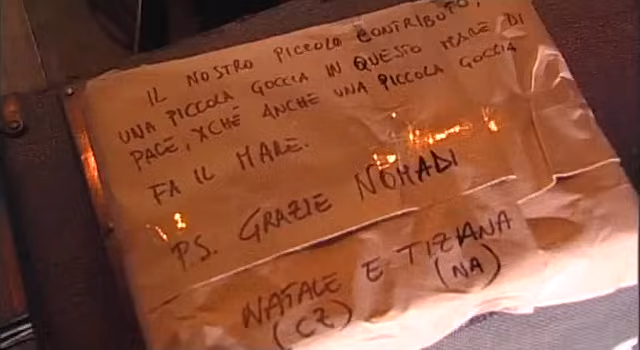 IL NOSTRO PICCOLO CONTRIBUTO,
UNA PICCOLA GOCCIA IN QUESTO MARE DI
PACE, XCHÉ ANCHE UNA PICCOLA GOCCIA
FA IL MARE.
P.S. GRAZIE NOMADI
NATALE E TIZIANA
(CZ) (NA)